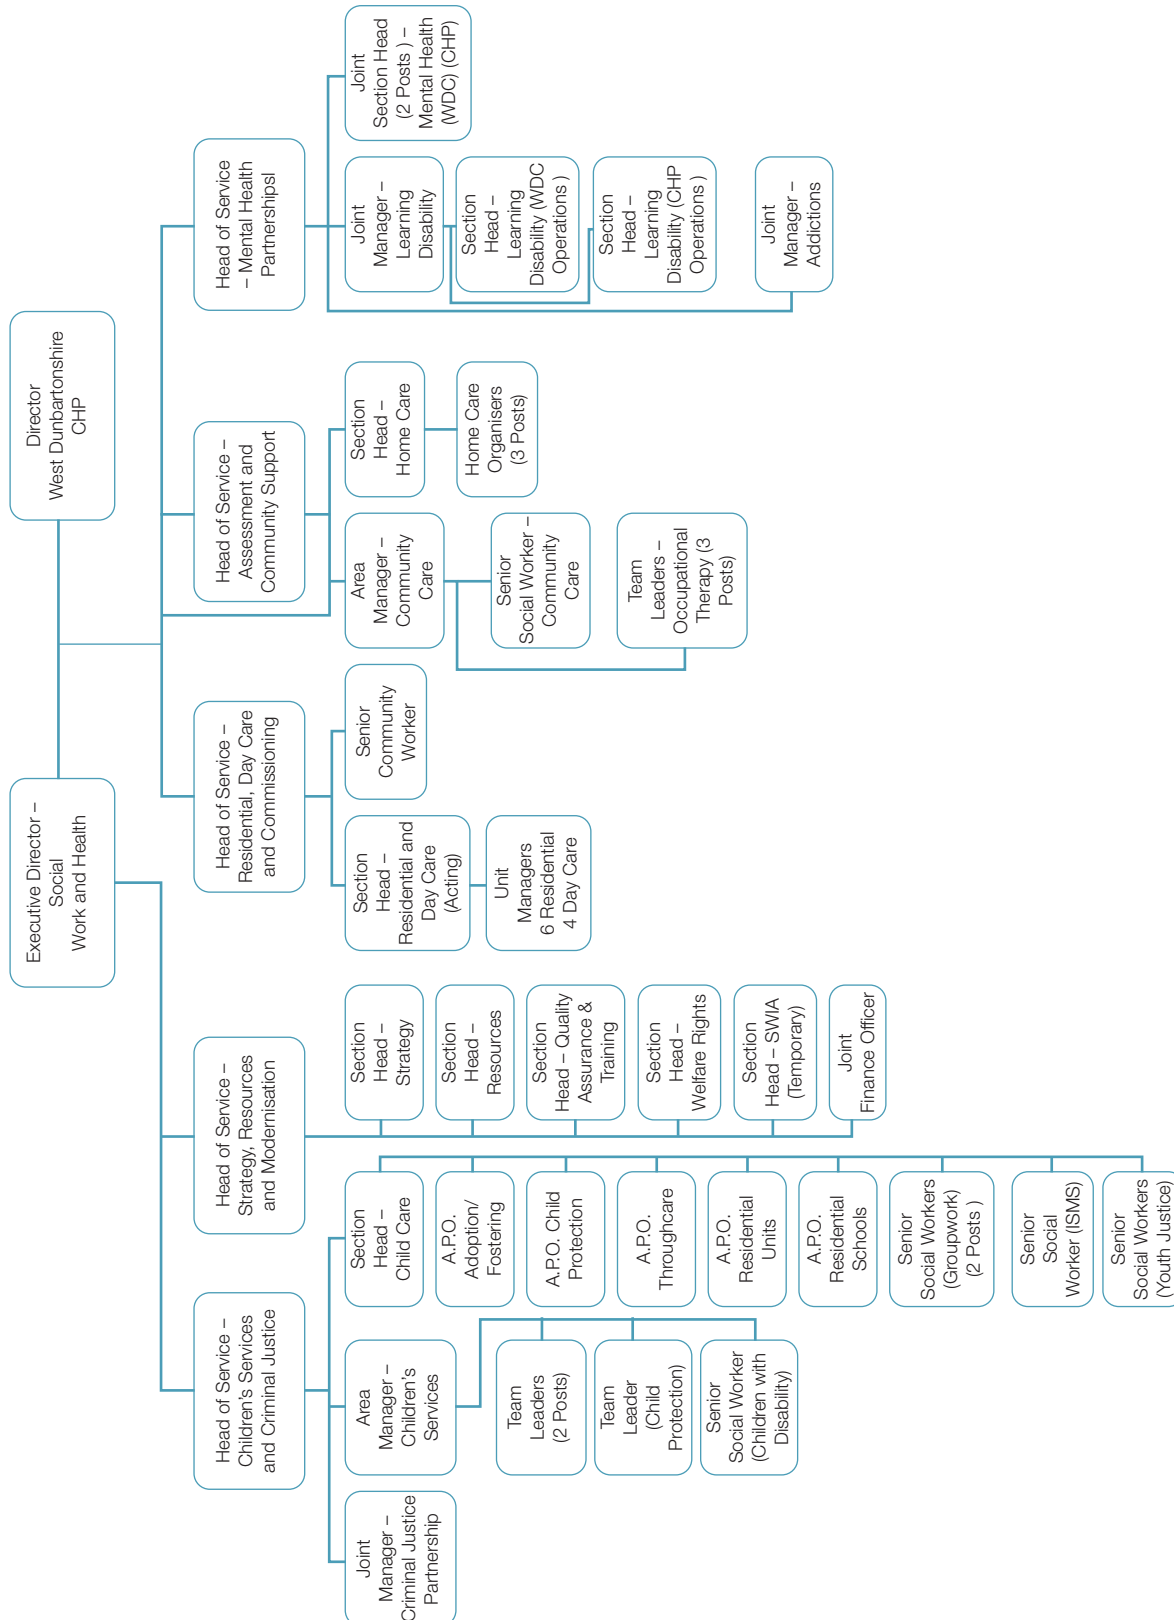 Executive Director –
Social
Work and Health
Director
West Dunbartonshire
CHP
Head of Service –
Children's Services
and Criminal Justice
Head of Service –
Strategy, Resources
and Modernisation
Head of Service –
Residential, Day Care
and Commissioning
Head of Service –
Assessment and
Community Support
Head of Service
– Mental Health
Partnershipsl
Joint
Manager –
Criminal Justice
Partnership
Area
Manager –
Children's
Services
Team
Leaders
(2 Posts)
Team
Leader
(Child
Protection)
Senior
Social Worker
(Children with
Disability)
Section
Head –
Child Care
A.P.O.
Adoption/
Fostering
A.P.O. Child
Protection
A.P.O.
Throughcare
A.P.O.
Residential
Units
A.P.O.
Residential
Schools
Senior
Social Workers
(Groupwork)
(2 Posts )
Senior
Social
Worker (ISMS)
Senior
Social Workers
(Youth Justice)
Section
Head –
Strategy
Section
Head –
Resources
Section
Head – Quality
Assurance &
Training
Section
Head –
Welfare Rights
Section
Head – SWIA
(Temporary)
Joint
Finance Officer
Section
Head –
Residential and
Day Care
(Acting)
Unit
Managers
6 Residential
4 Day Care
Senior
Community
Worker
Area
Manager –
Community
Care
Senior
Social Worker –
Community
Care
Team
Leaders –
Occupational
Therapy (3
Posts)
Section
Head –
Home Care
Home Care
Organisers
(3 Posts)
Joint
Manager –
Learning
Disability
Section
Head –
Learning
Disability (WDC
Operations )
Section
Head –
Learning
Disability (CHP
Operations )
Joint
Manager –
Addictions
Joint
Section Head
(2 Posts ) –
Mental Health
(WDC) (CHP)